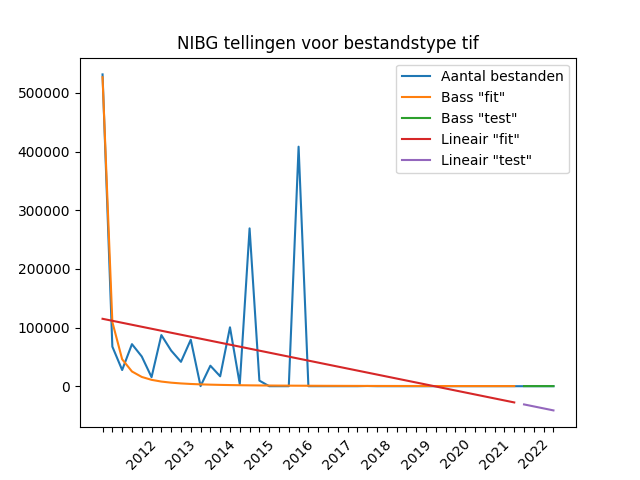 NIBG tellingen voor bestandstype tif
Aantal bestanden
Bass "fit"
Bass "test"
Lineair "fit"
Lineair "test"
500000
400000
300000
200000
100000
0
2012
2013
2014
2015
2016
2017
2018
2019
2020
2021
2022